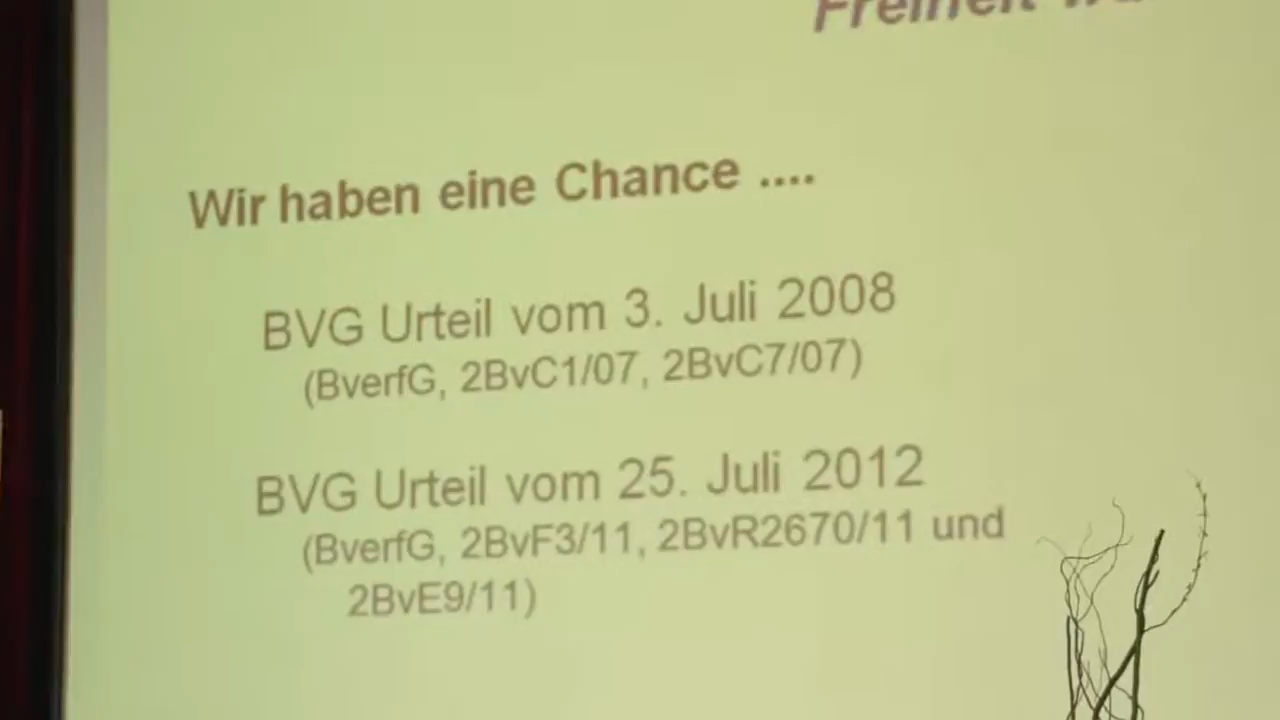 Freiheit
Wir haben eine Chance ....
BVG Urteil vom 3. Juli 2008
(BverfG, 2BvC1/07, 2BvC7/07)
BVG Urteil vom 25. Juli 2012
(BverfG, 2BvF3/11, 2BvR2670/11 und
2BvE9/11)